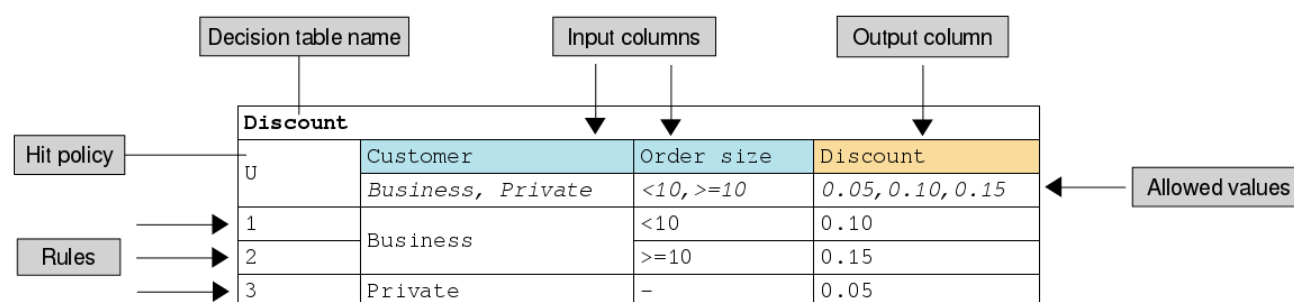 Decision table name
Input columns
Output column
Discount
Hit policy
U
Customer
Order size
Discount
Business, Private
<10, >=10
0.05, 0.10, 0.15
Allowed values
Rules
1
Business
<10
0.10
2
>=10
0.15
3
Private
–
0.05